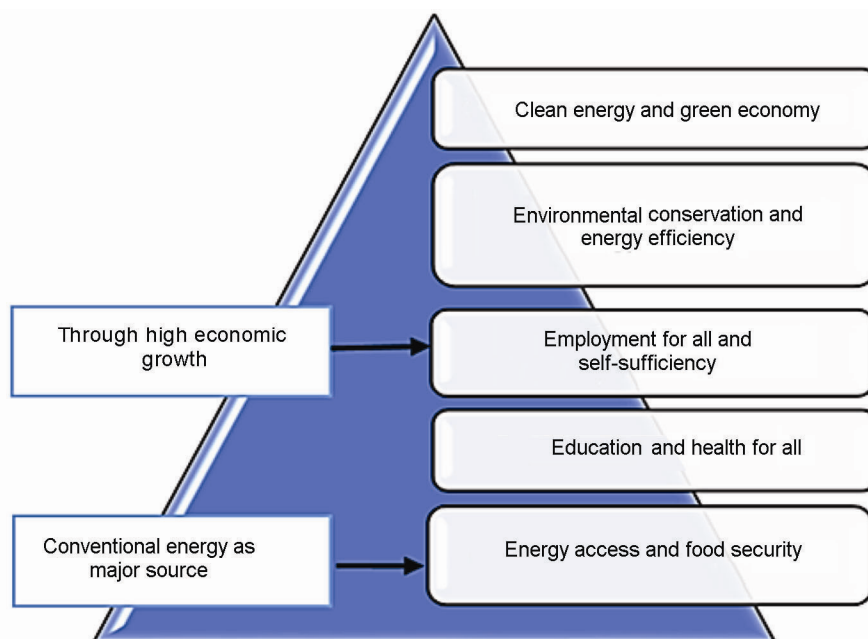 Clean energy and green economy
Environmental conservation and
energy efficiency
Through high economic
growth
Employment for all and
self-sufficiency
Education and health for all
Conventional energy as
major source
Energy access and food security